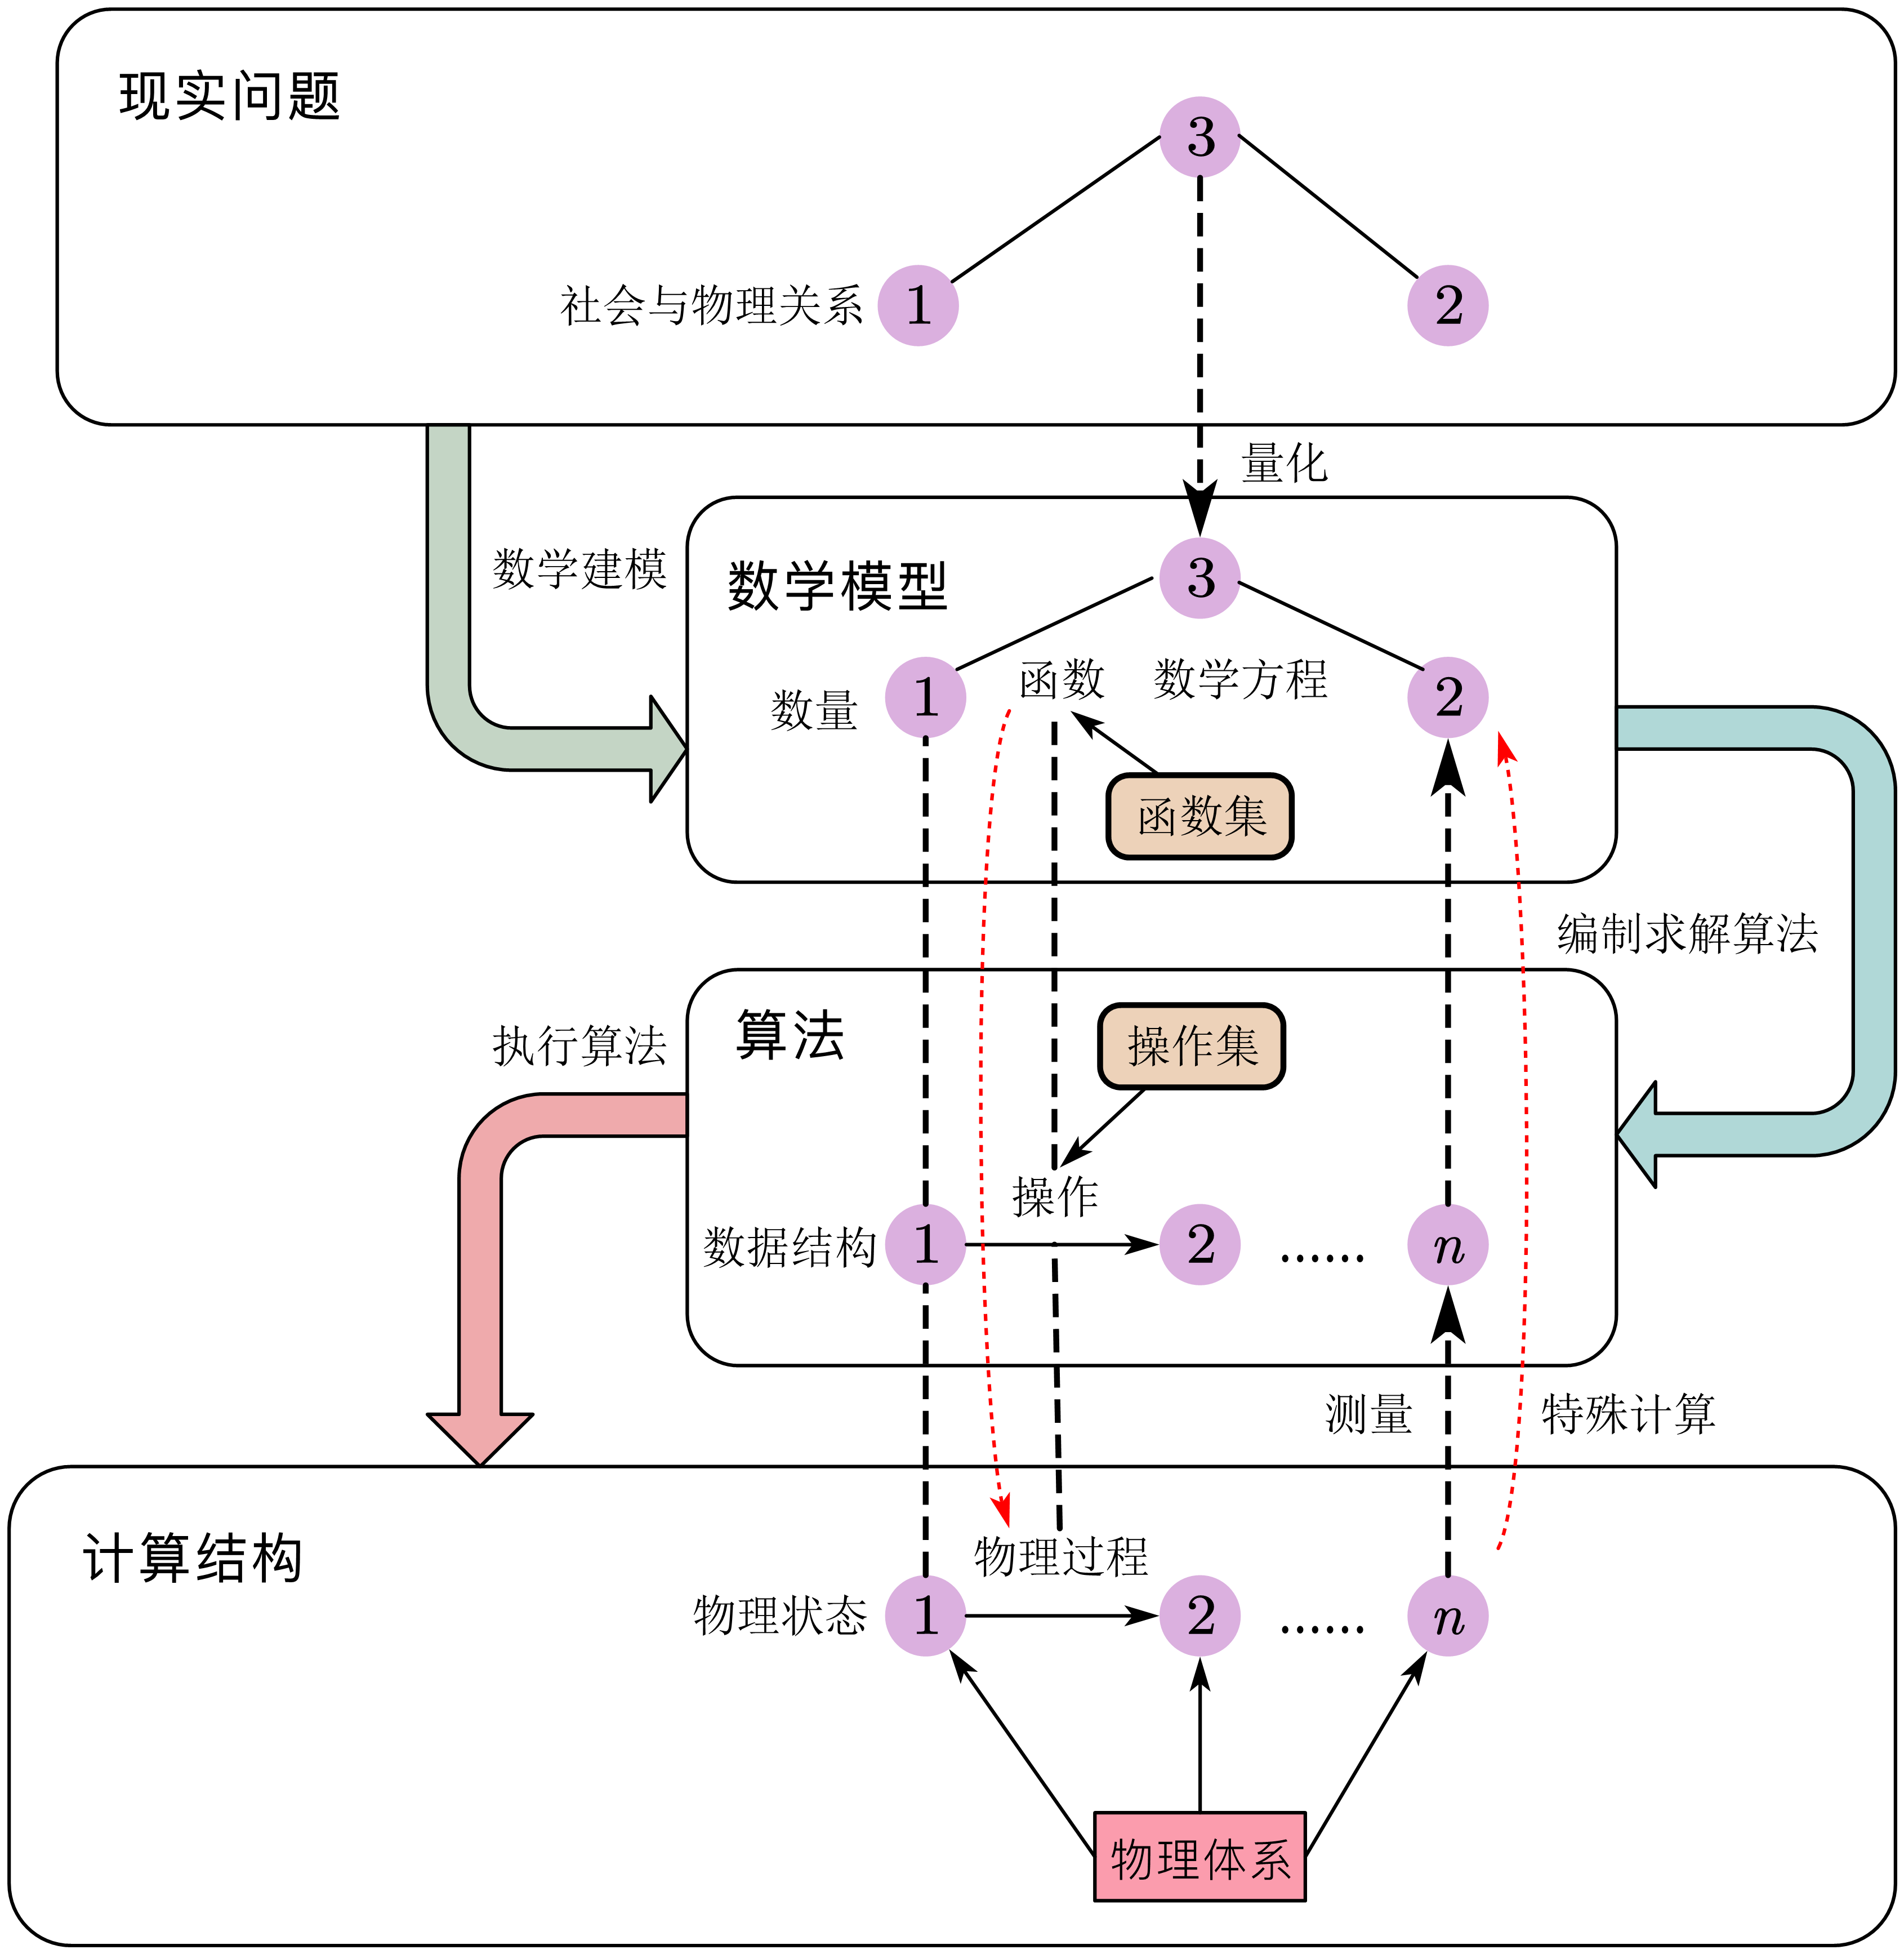 现实问题
3
社会与物理关系
1
2
量化
数学建模
数学模型
3
函数
数学方程
数量
1
2
函数集
编制求解算法
算法
操作集
执行算法
操作
数据结构
1
2
......
n
测量
特殊计算
计算结构
物理过程
物理状态
1
2
......
n
物理体系